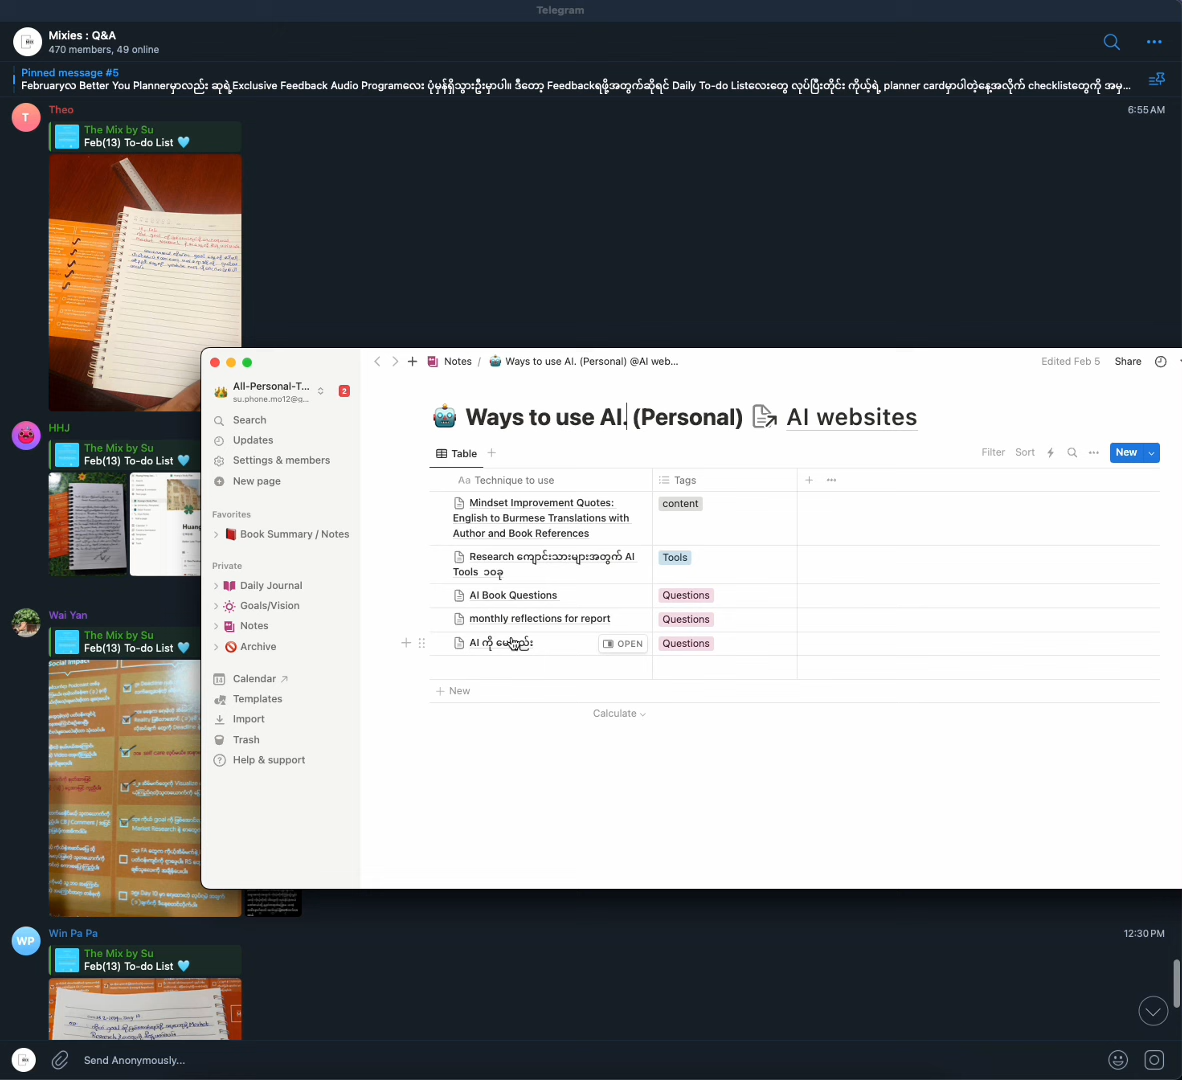 Telegram
Mixies : Q&A
470 members, 49 online
Pinned message #5
Februaryလ Better You Plannerမှာလည်း ဆုရဲ့Exclusive Feedback Audio Programလေး ပုံမှန်ရှိသွားဦးမှာပါ။ ဒီတော့ Feedbackရဖို့အတွက်ဆိုရင် Daily To-do Listလေးတွေ လုပ်ပြီးတိုင်း ကိုယ့်ရဲ့ planner cardမှာပါတဲ့နေ့အလိုက် checklistတွေကို အမှ...
T
Theo
6:55 AM
The Mix by Su
Feb(13) To-do List 🩵
HHJ
The Mix by Su
Feb(13) To-do List 🩵
Huang
Wai Yan
The Mix by Su
Feb(13) To-do List 🩵
Social Impact
Win Pa Pa
WP
12:30 PM
The Mix by Su
Feb(13) To-do List 🩵
Send Anonymously...
All-Personal-T...
su.phone.mo12@g...
2
Search
Updates
Settings & members
New page
Favorites
Book Summary / Notes
Private
Daily Journal
Goals/Vision
Notes
Archive
Calendar ↗
Templates
Import
Trash
Help & support
Notes / Ways to use AI. (Personal) @AI web...
Edited Feb 5
Share
Ways to use AI. (Personal) AI websites
Table
Filter
Sort
New
Aa Technique to use
Tags
Mindset Improvement Quotes:
English to Burmese Translations with
Author and Book References
content
Research ကျောင်းသားများအတွက် AI
Tools ၁၀ခု
Tools
AI Book Questions
Questions
monthly reflections for report
Questions
AI ကို
OPEN
Questions
New
Calculate